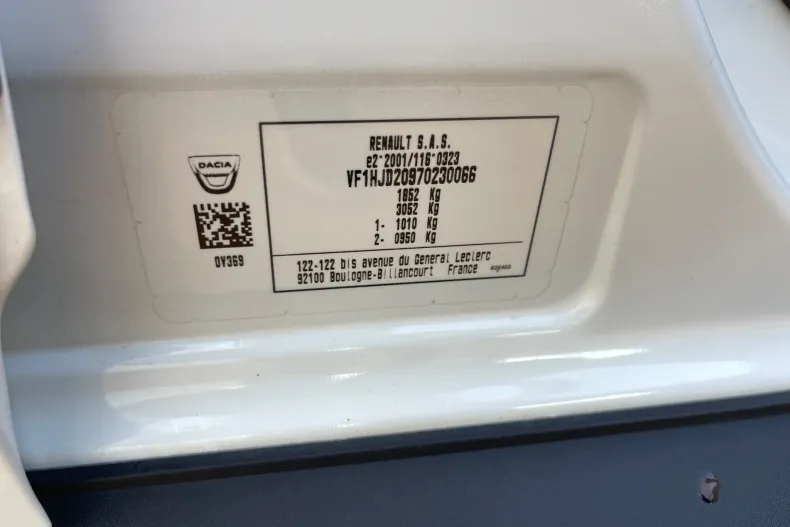 DACIA
0V369
RENAULT S.A.S.
e2*2001/116*0323
VF1HJD20970230066
1852 Kg
3052 Kg
1- 1010 Kg
2- 0950 Kg
122-122 bis avenue du General Leclerc
92100 Boulogne-Billancourt France